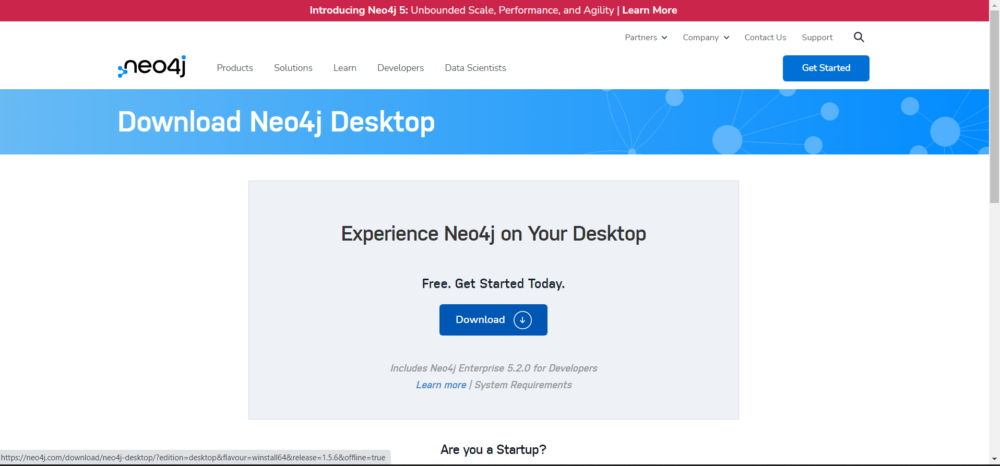 Introducing Neo4j 5: Unbounded Scale, Performance, and Agility | Learn More
Partners Company Contact Us Support
neo4j Products Solutions Learn Developers Data Scientists Get Started
Download Neo4j Desktop
Experience Neo4j on Your Desktop
Free. Get Started Today.
Download
Includes Neo4j Enterprise 5.2.0 for Developers
Learn more | System Requirements
Are you a Startup?
https://neo4j.com/download/neo4j-desktop/?edition=desktop&flavour=winstall64&release=1.5.6&offline=true